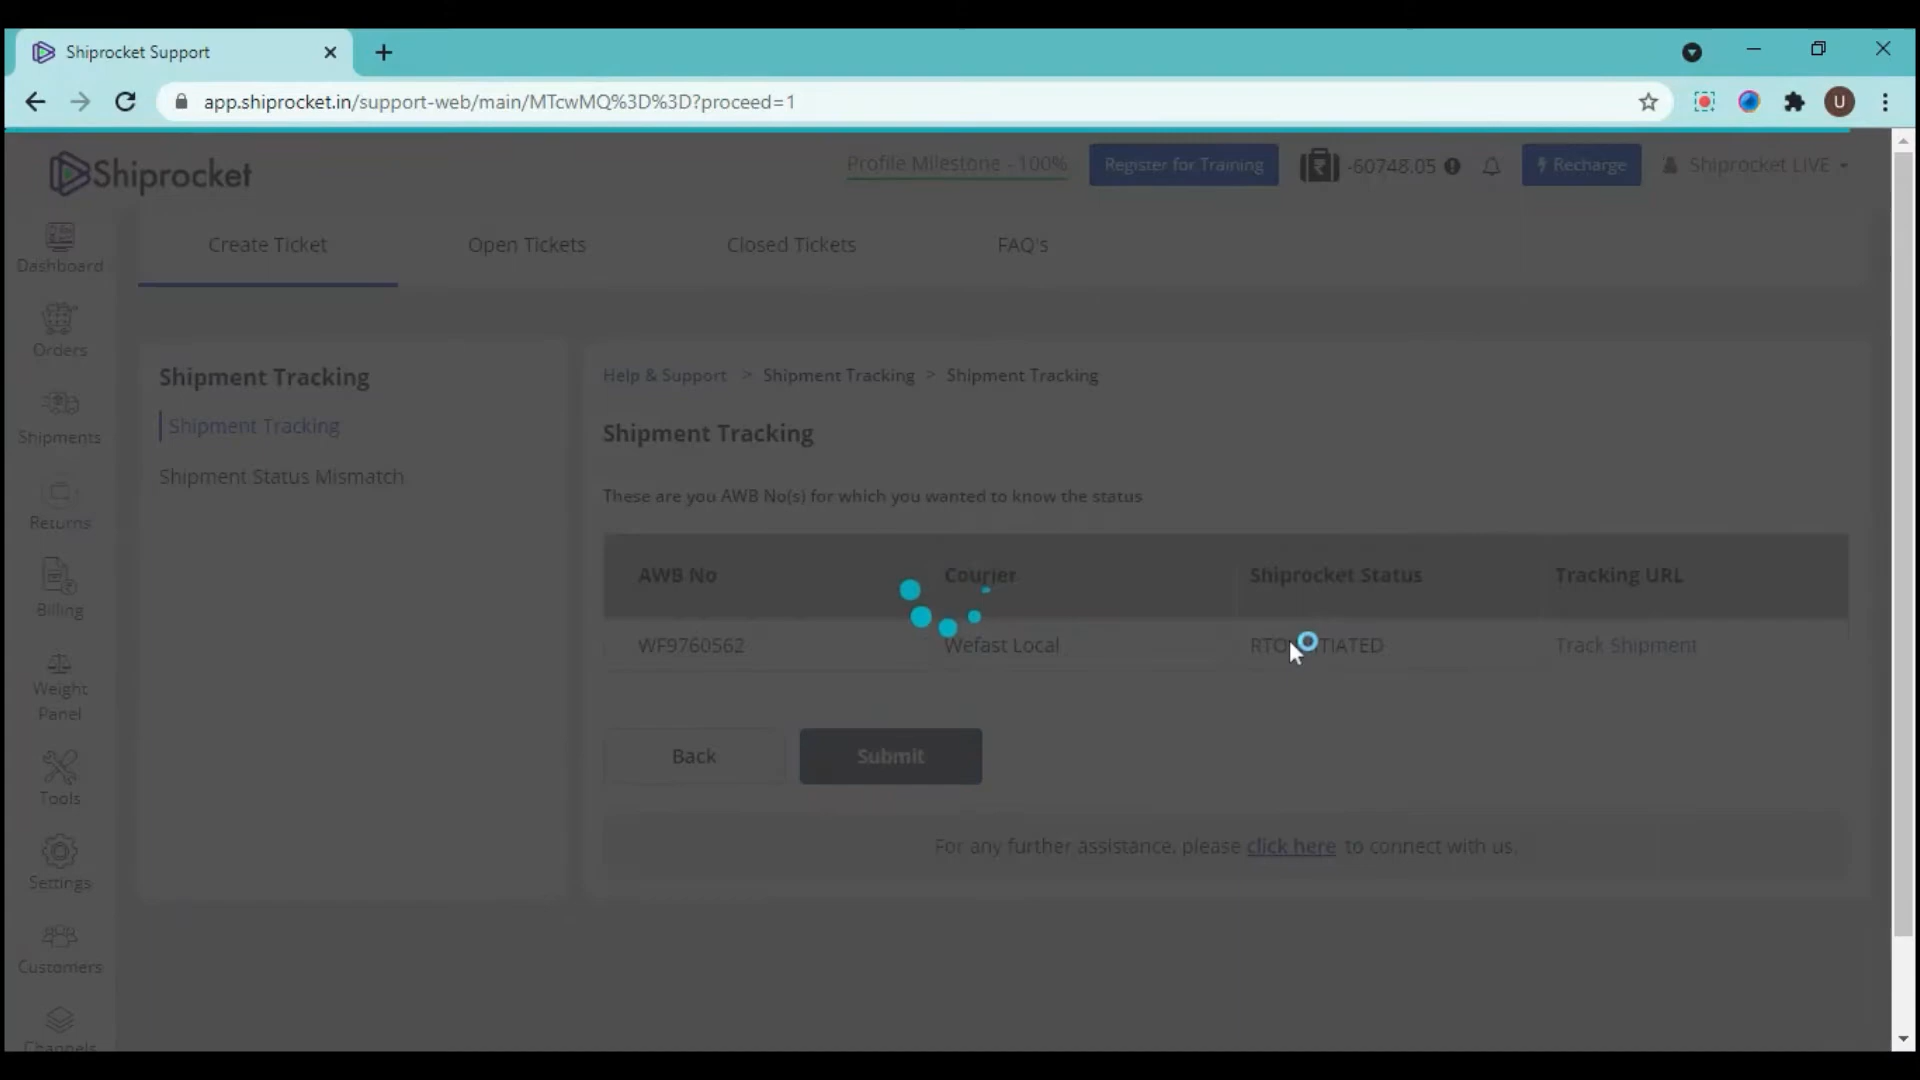 Shiprocket Support
app.shiprocket.in/support-web/main/MTcwMQ%3D%3D?proceed=1
U
Shiprocket
Profile Milestone - 100%
Register for Training
-60748.05
Recharge
Shiprocket LIVE
Create Ticket
Open Tickets
Closed Tickets
FAQ's
Dashboard
Orders
Shipments
Returns
Billing
Weight
Panel
Tools
Settings
Customers
Channels
Shipment Tracking
Shipment Tracking
Shipment Status Mismatch
Help & Support > Shipment Tracking > Shipment Tracking
Shipment Tracking
These are you AWB No(s) for which you wanted to know the status
AWB No
Courier
Shiprocket Status
Tracking URL
WF9760562
Wefast Local
Track Shipment
Back
Submit
For any further assistance, please click here to connect with us.